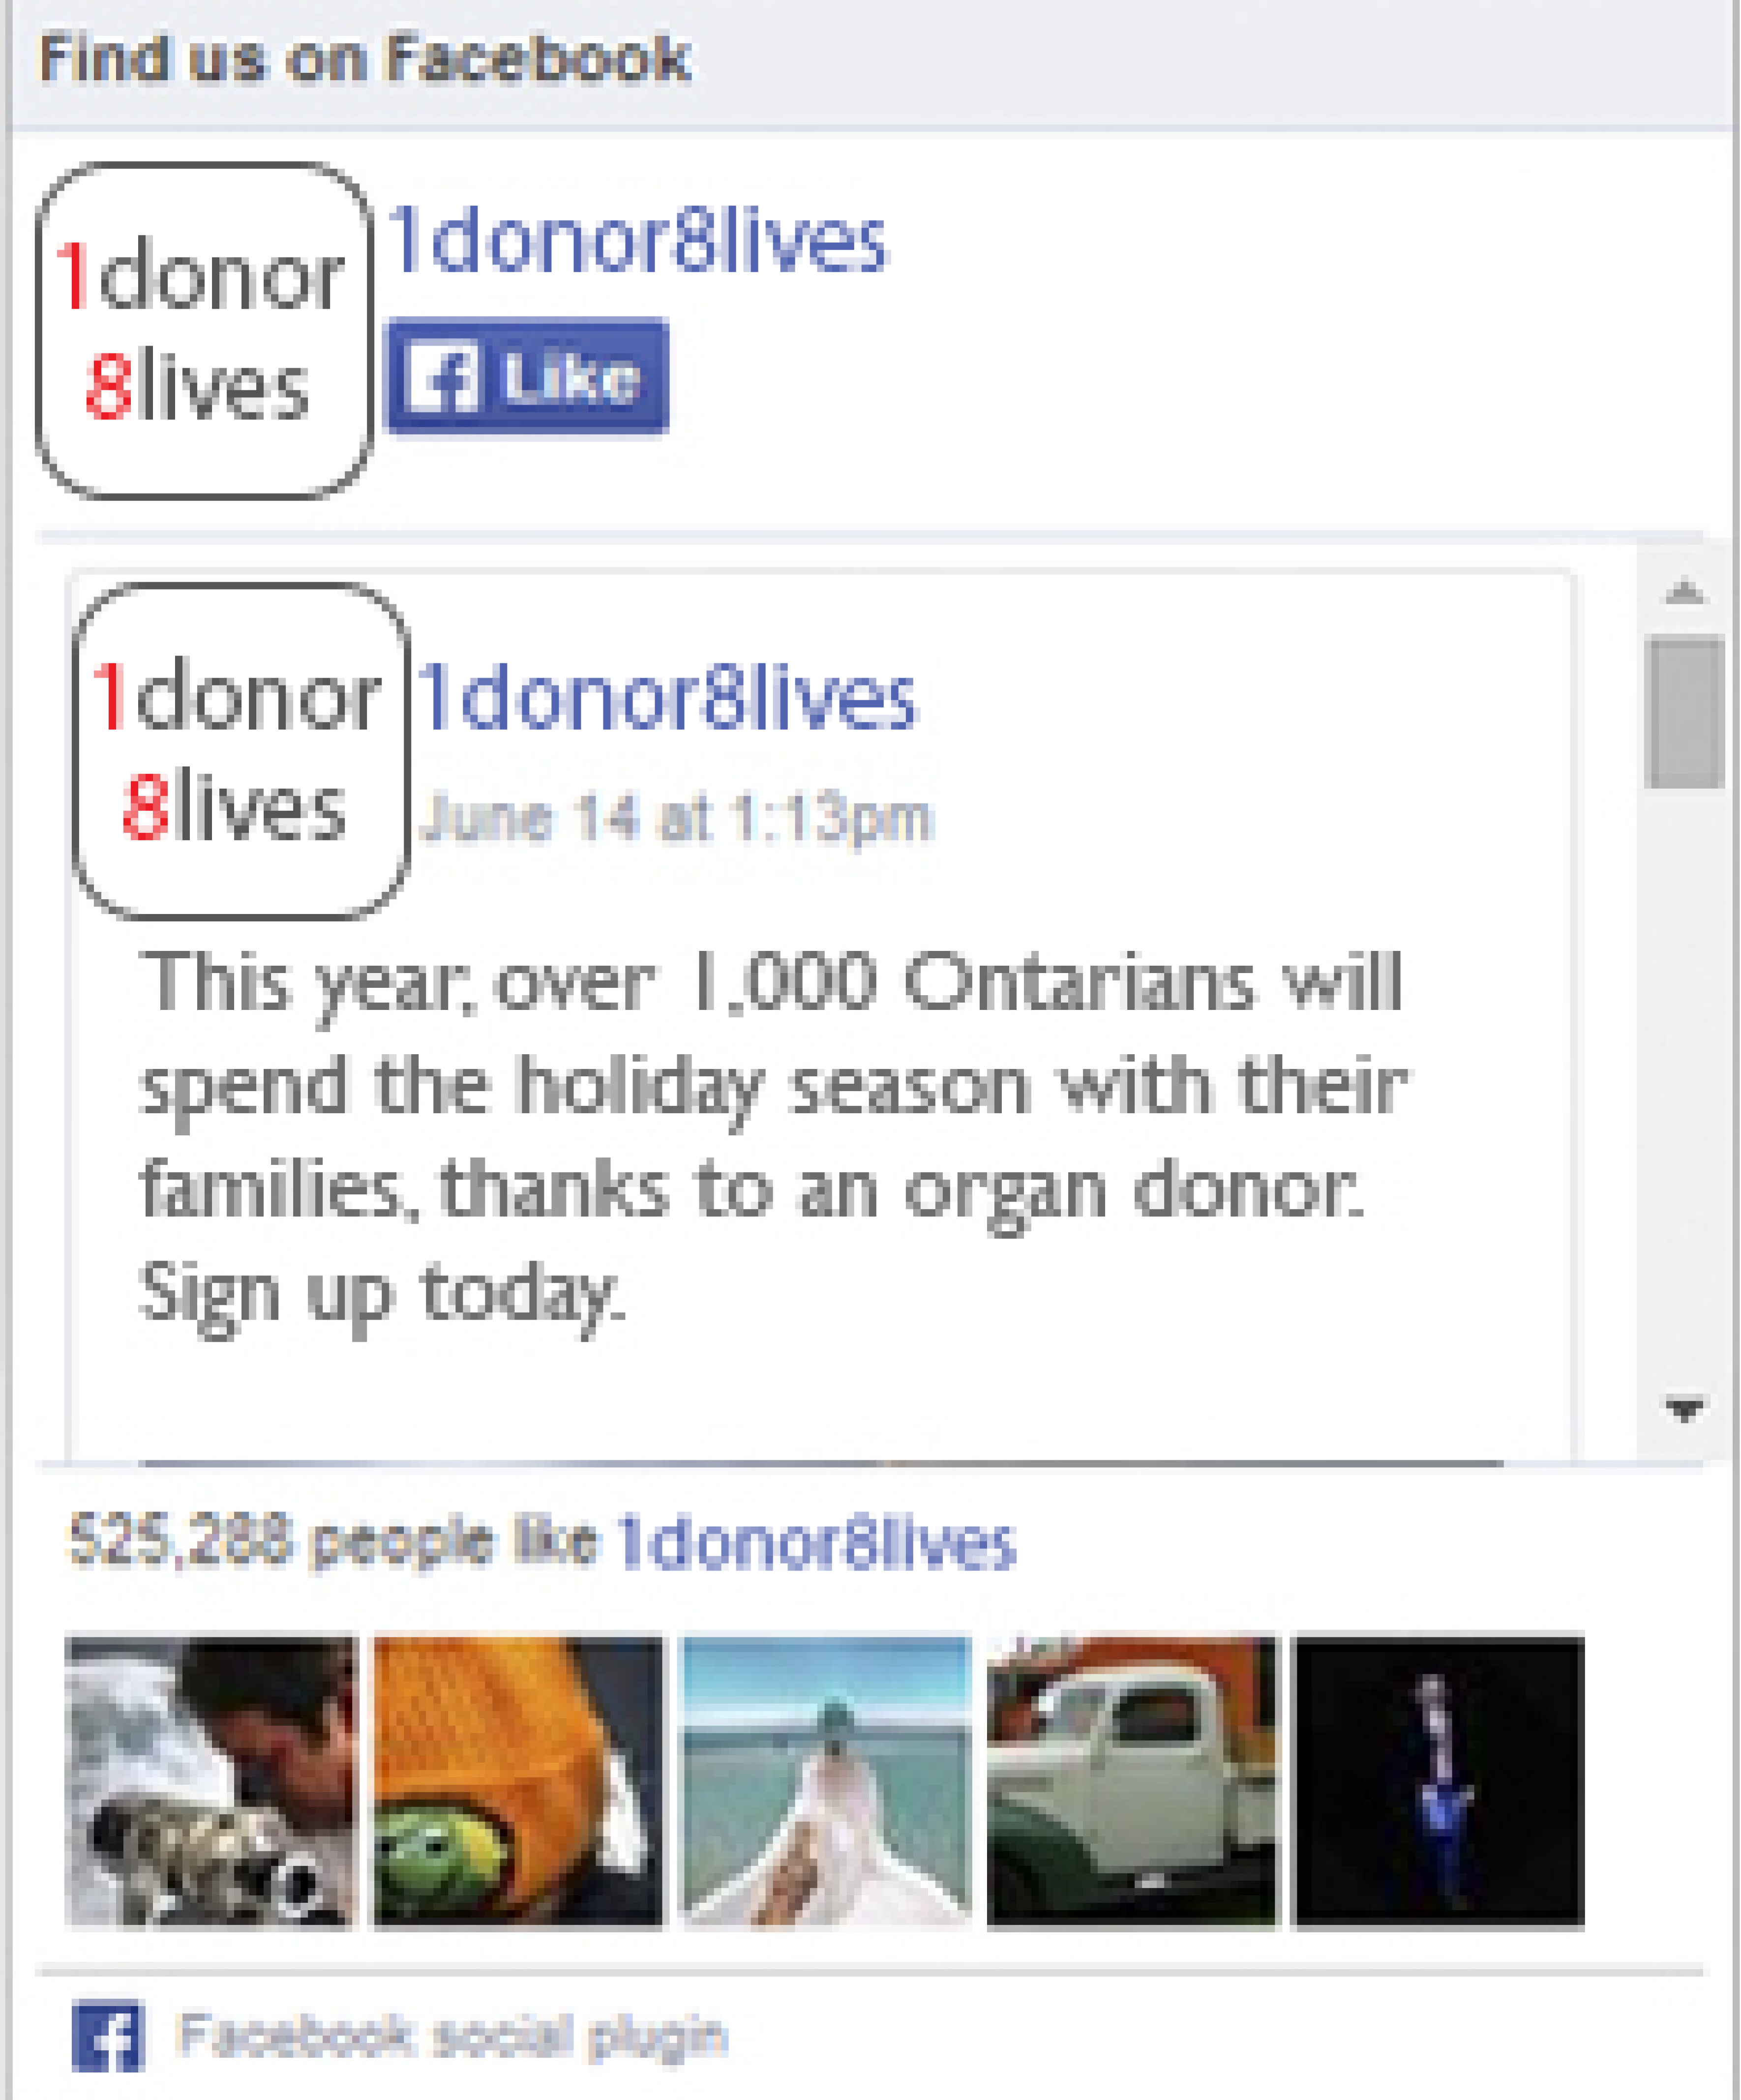 Find us on Facebook
1donor
8lives
1donor8lives
f Like
1donor
8lives
1donor8lives
June 14 at 1:13pm
This year, over 1,000 Ontarians will
spend the holiday season with their
families, thanks to an organ donor.
Sign up today.
525,288 people like 1donor8lives
f Facebook social plugin